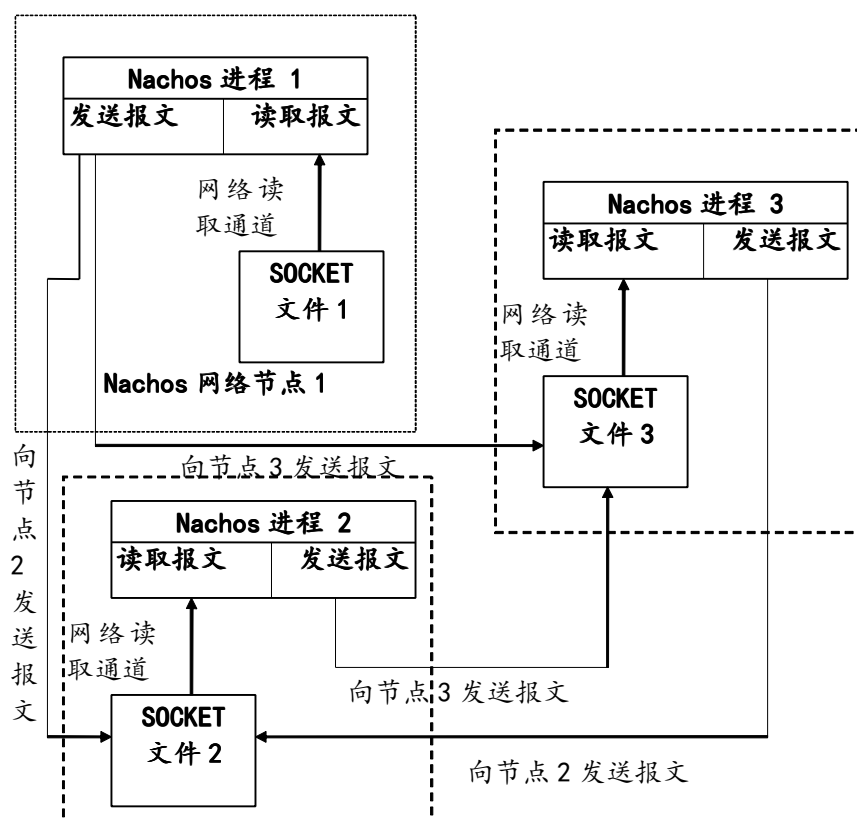 Nachos 进程 1
发送报文 读取报文
网络读
取通道
SOCKET
文件1
Nachos 网络节点1
Nachos 进程 3
读取报文 发送报文
网络读
取通道
SOCKET
文件3
向节点3发送报文
向
节
点
2
发
送
报
文
Nachos 进程 2
读取报文 发送报文
网络读
取通道
SOCKET
文件2
向节点3发送报文
向节点2发送报文